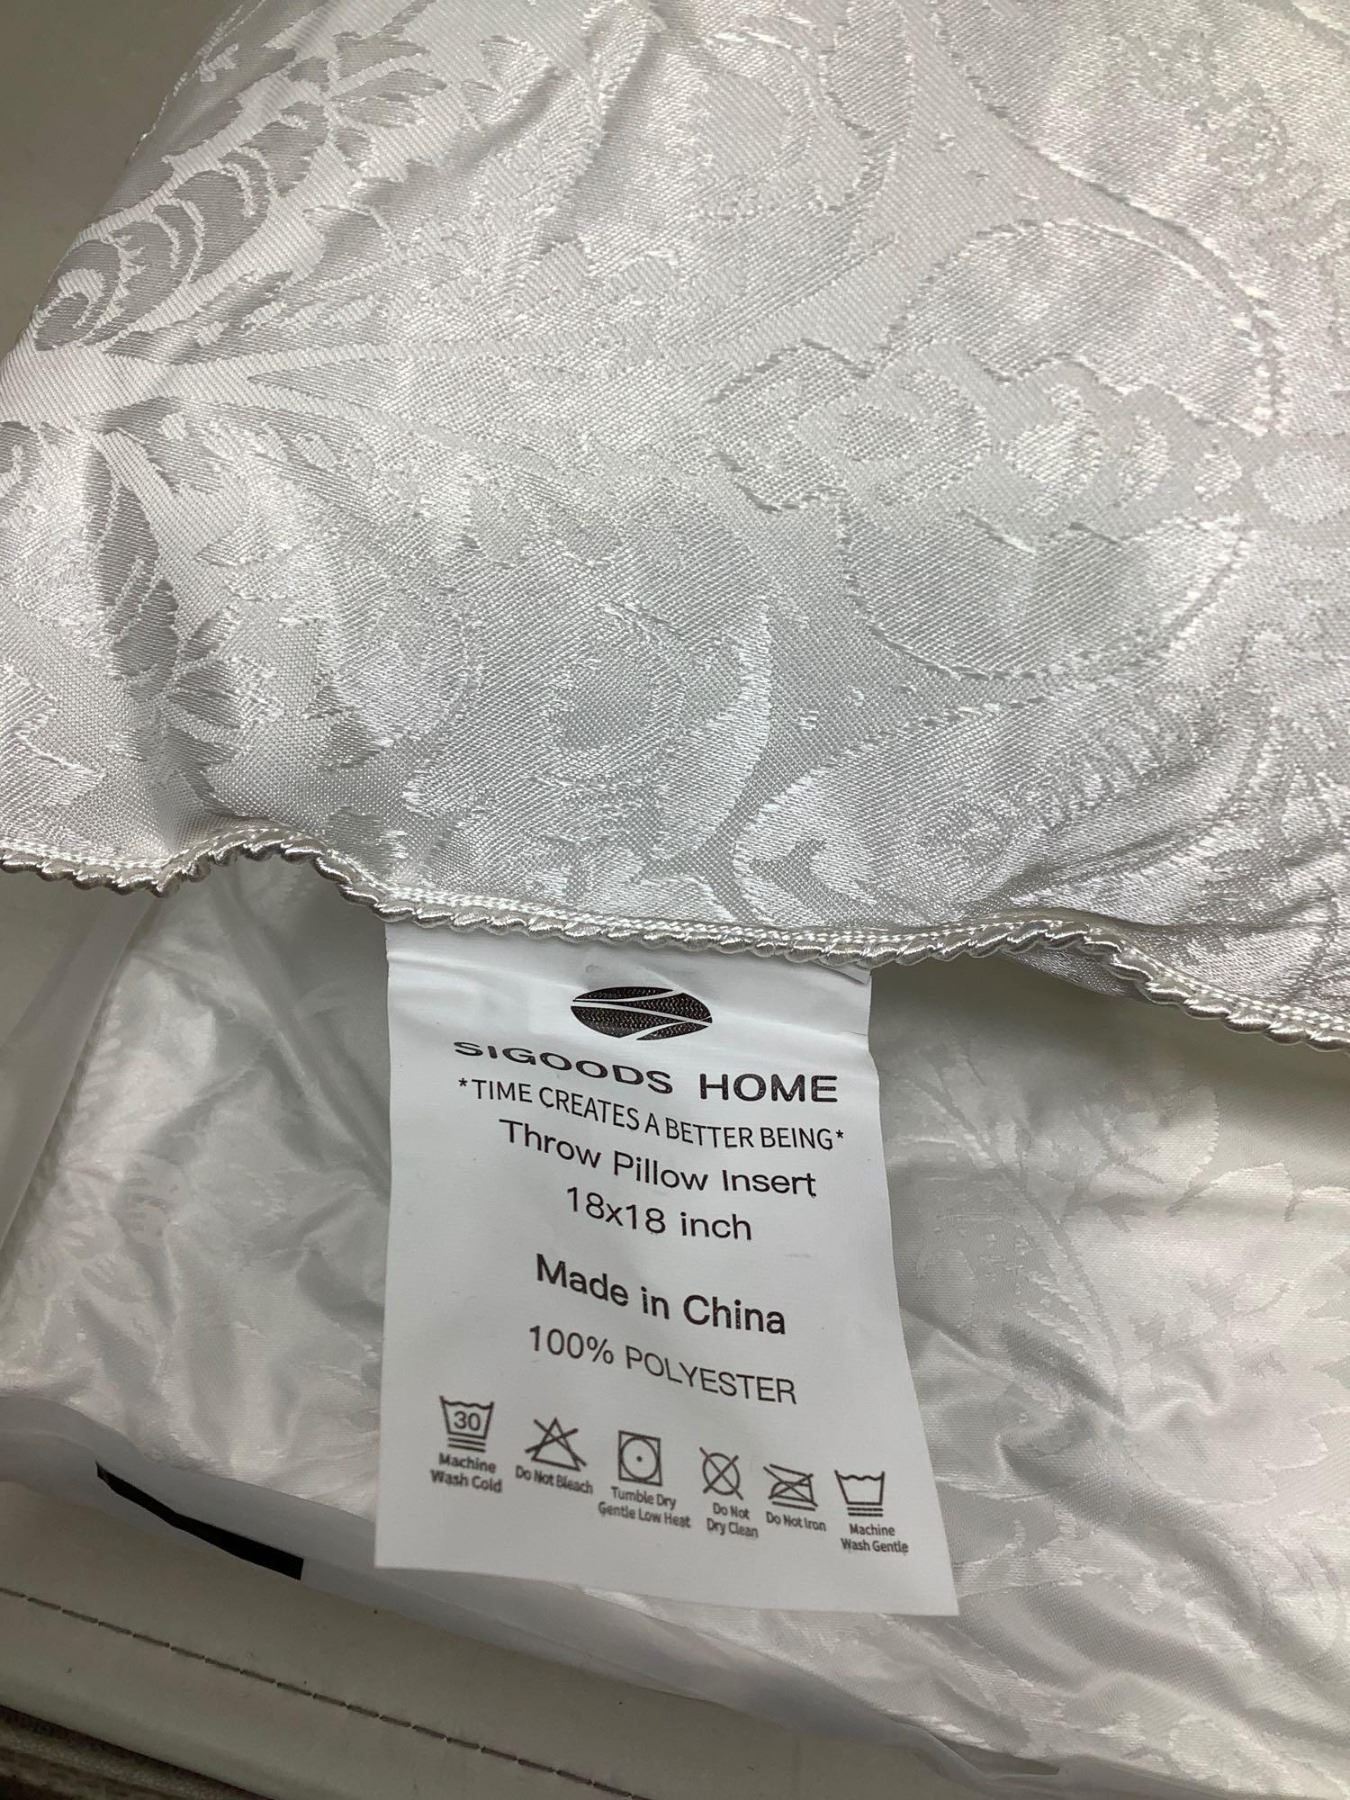 SIGOODS HOME
*TIME CREATES A BETTER BEING*
Throw Pillow Insert
18x18 inch
Made in China
100% POLYESTER
30
Machine
Wash Cold
Do Not Bleach
Tumble Dry
Gentle Low Heat
Do Not
Dry Clean
Do Not Iron
Machine
Wash Gentle